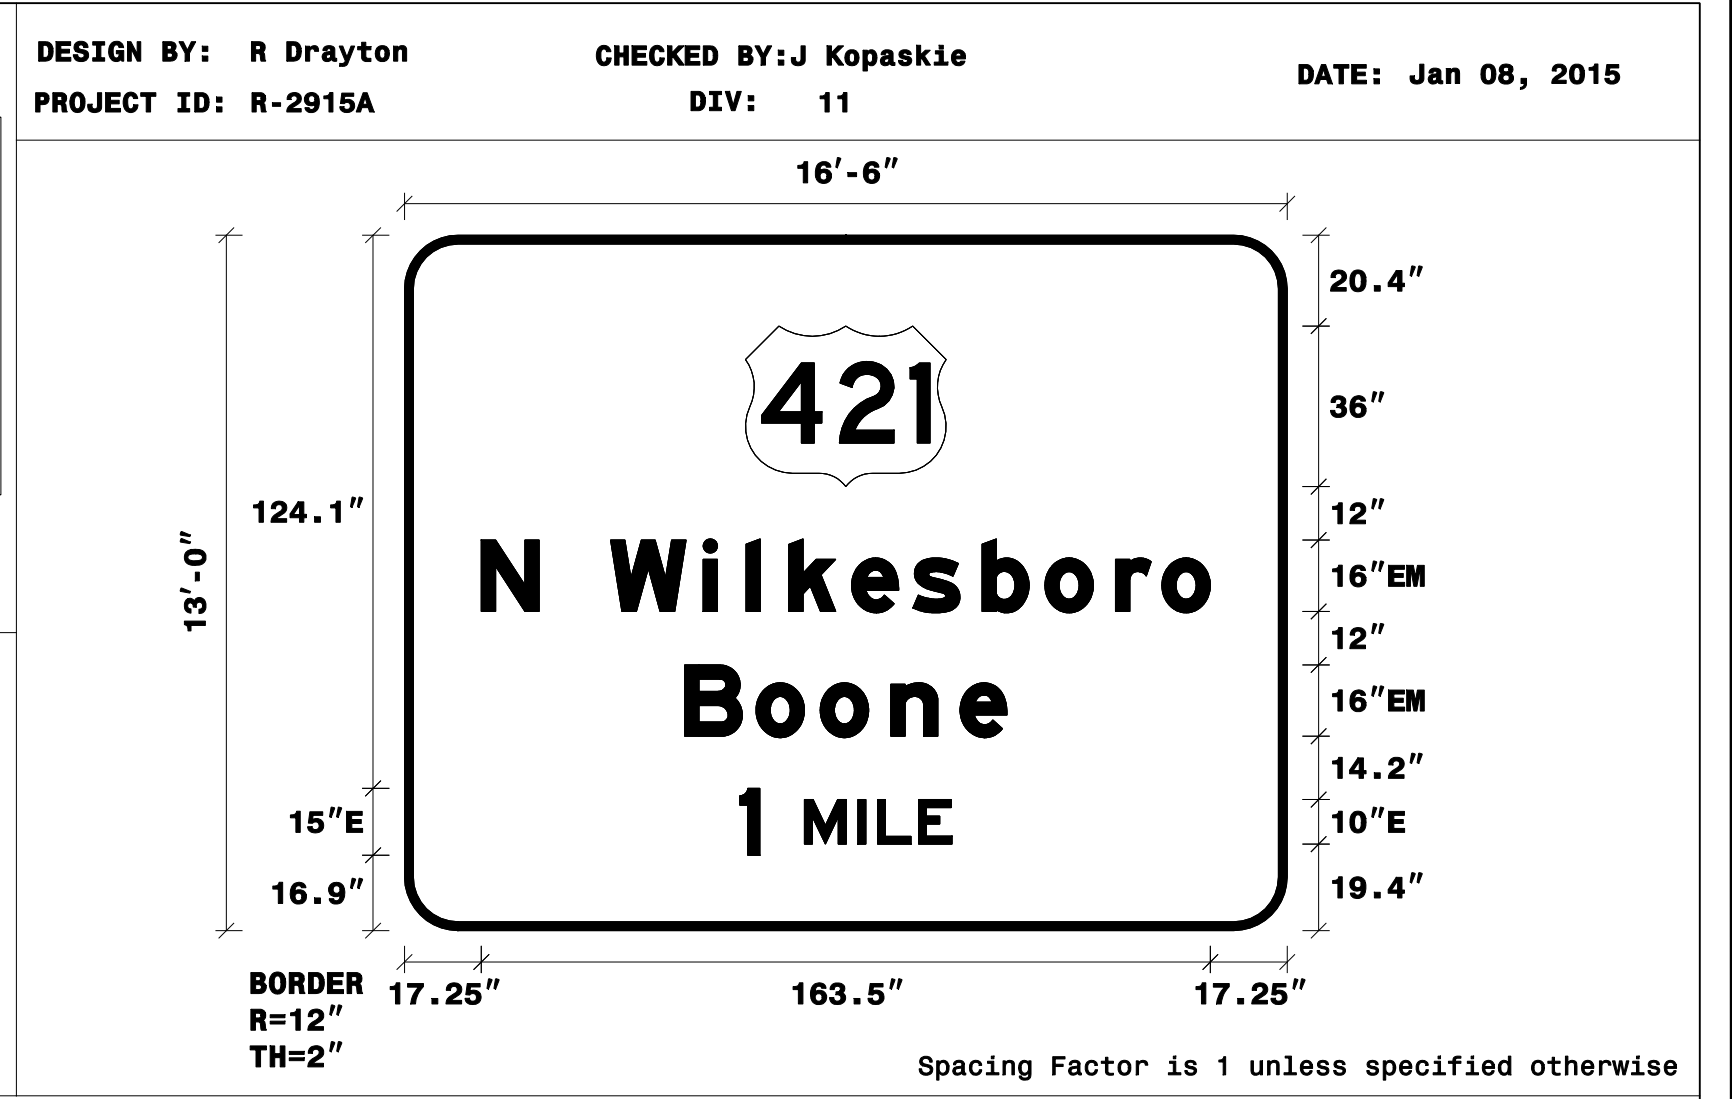 DESIGN BY: R Drayton
CHECKED BY:J Kopaskie
DATE: Jan 08, 2015
PROJECT ID: R-2915A
DIV: 11
16'-6"
20.4"
36"
421
124.1"
12"
13'-0"
N Wilkesboro
16"EM
12"
Boone
16"EM
14.2"
15"E
1 MILE
10"E
16.9"
19.4"
BORDER
R=12"
TH=2"
17.25"
163.5"
17.25"
Spacing Factor is 1 unless specified otherwise